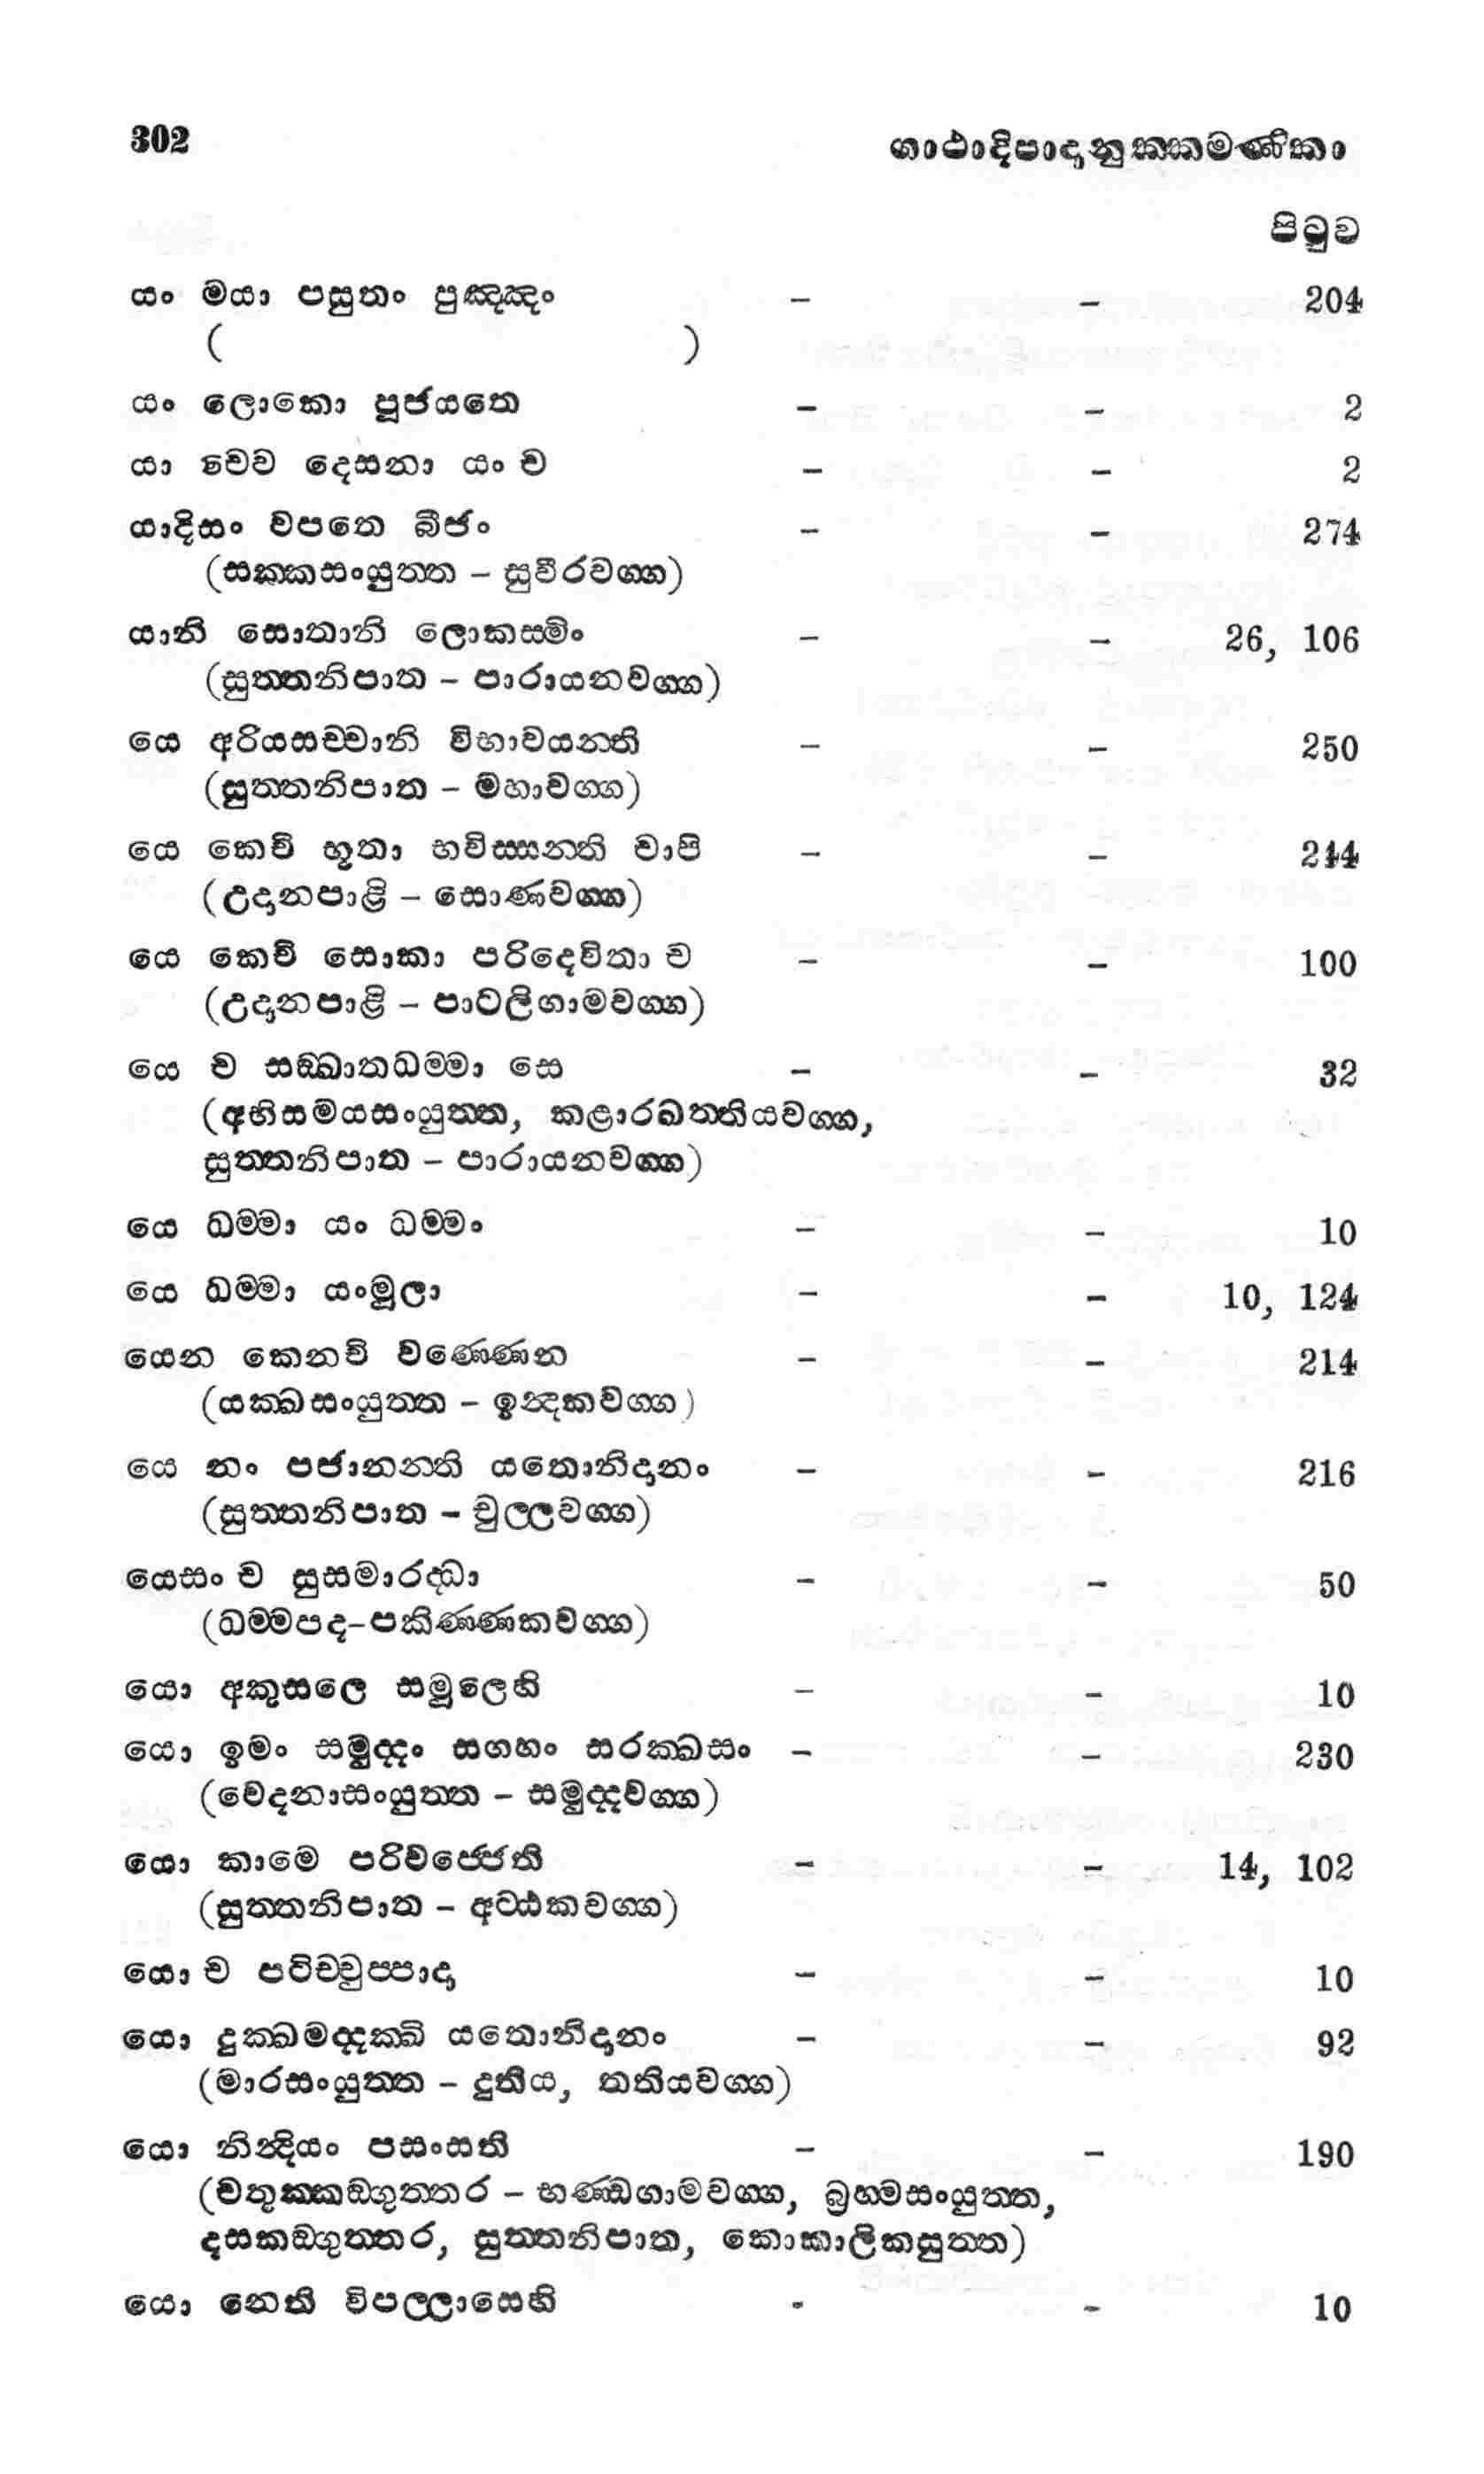 302 ගාථාදිපාදානුක්කමණිකා
පිටුව
යං මයා පසුතං පුඤ්ඤං - - 204
( )
යං ලොකො පූජයතෙ - - 2
යා චෙව දෙසනා යං ච - - 2
යාදිසං වපතෙ බීජං - - 274
(සක්කසංයුත්ත - සුවීරවග්ග)
යානි සොතානි ලොකස්මිං - - 26, 106
(සුත්තනිපාත - පාරායනවග්ග)
යෙ අරියසච්චානි විභාවයන්ති - - 250
(සුත්තනිපාත - මහාවග්ග)
යෙ කෙචි භූතා භවිස්සන්ති වාපි - - 244
(උදානපාළි - සොණවග්ග)
යෙ කෙචි සොකා පරිදෙවිතා ච - - 100
(උදානපාළි - පාටලිගාමවග්ග)
යෙ ච සඞ්ඛාතධම්මා සෙ - - 32
(අභිසමයසංයුත්ත, කළාරඛත්තියවග්ග,
සුත්තනිපාත - පාරායනවග්ග)
යෙ ධම්මා යං ධම්මං - - 10
යෙ ධම්මා යංමූලා - - 10, 124
යෙන කෙනචි වණ්ණෙන - - 214
(යක්ඛසංයුත්ත - ඉන්දකවග්ග)
යෙ නං පජානන්ති යතොනිදානං - - 216
(සුත්තනිපාත - චුල්ලවග්ග)
යෙසං ච සුසමාරද්ධා - - 50
(ධම්මපද-පකිණ්ණකවග්ග)
යො අකුසලෙ සමූලෙහි - - 10
යො ඉමං සමුද්දං සගහං සරක්ඛසං - - 230
(වෙදනාසංයුත්ත - සමුද්දවග්ග)
යො කාමෙ පරිවජ්ජෙති - - 14, 102
(සුත්තනිපාත - අට්ඨකවග්ග)
යො ච පටිච්චුප්පාදා - - 10
යො දුක්ඛමද්දක්ඛි යතොනිදානං - - 92
(මාරසංයුත්ත - දුතිය, තතියවග්ග)
යො නින්දියං පසංසති - - 190
(චතුක්කඞ්ගුත්තර - භණ්ඩගාමවග්ග, බ්‍රහ්මසංයුත්ත,
දසකඞ්ගුත්තර, සුත්තනිපාත, කොකාලිකසුත්ත)
යො නෙති විපල්ලාසෙහි - - 10